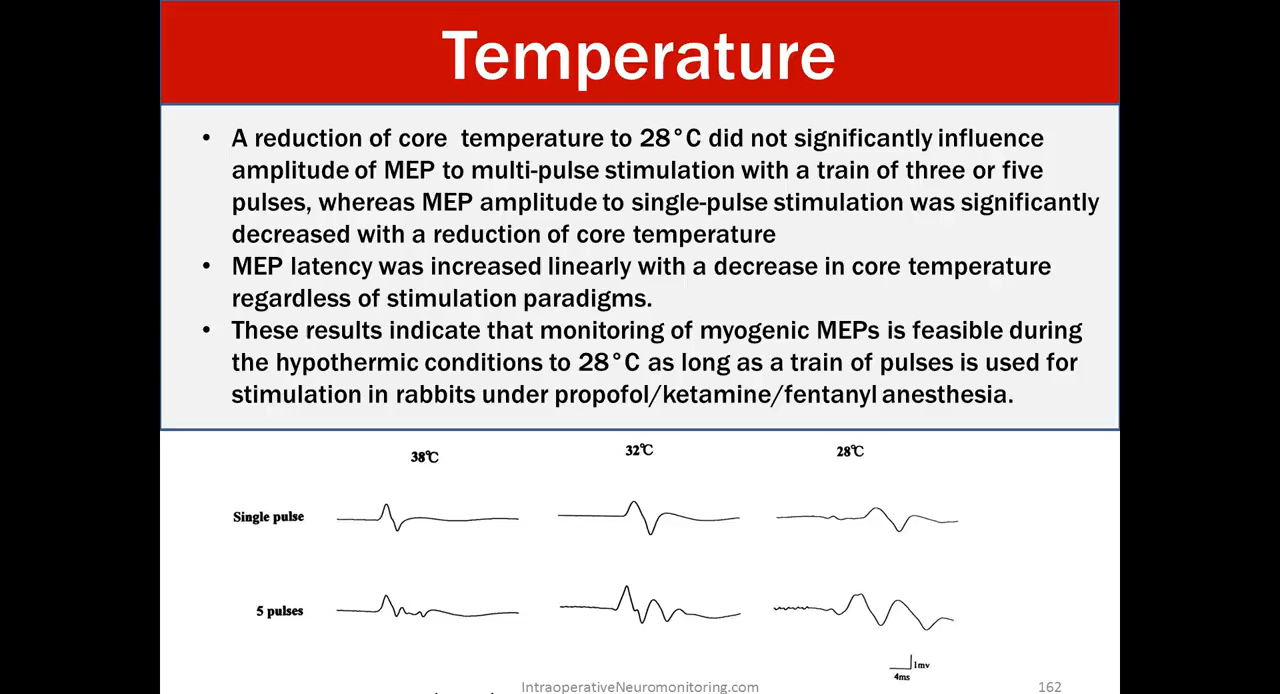 Temperature
• A reduction of core temperature to 28°C did not significantly influence
amplitude of MEP to multi-pulse stimulation with a train of three or five
pulses, whereas MEP amplitude to single-pulse stimulation was significantly
decreased with a reduction of core temperature
• MEP latency was increased linearly with a decrease in core temperature
regardless of stimulation paradigms.
• These results indicate that monitoring of myogenic MEPs is feasible during
the hypothermic conditions to 28°C as long as a train of pulses is used for
stimulation in rabbits under propofol/ketamine/fentanyl anesthesia.
38℃ 32℃ 28℃
Single pulse
5 pulses
1mv
4ms
IntraoperativeNeuromonitoring.com 162